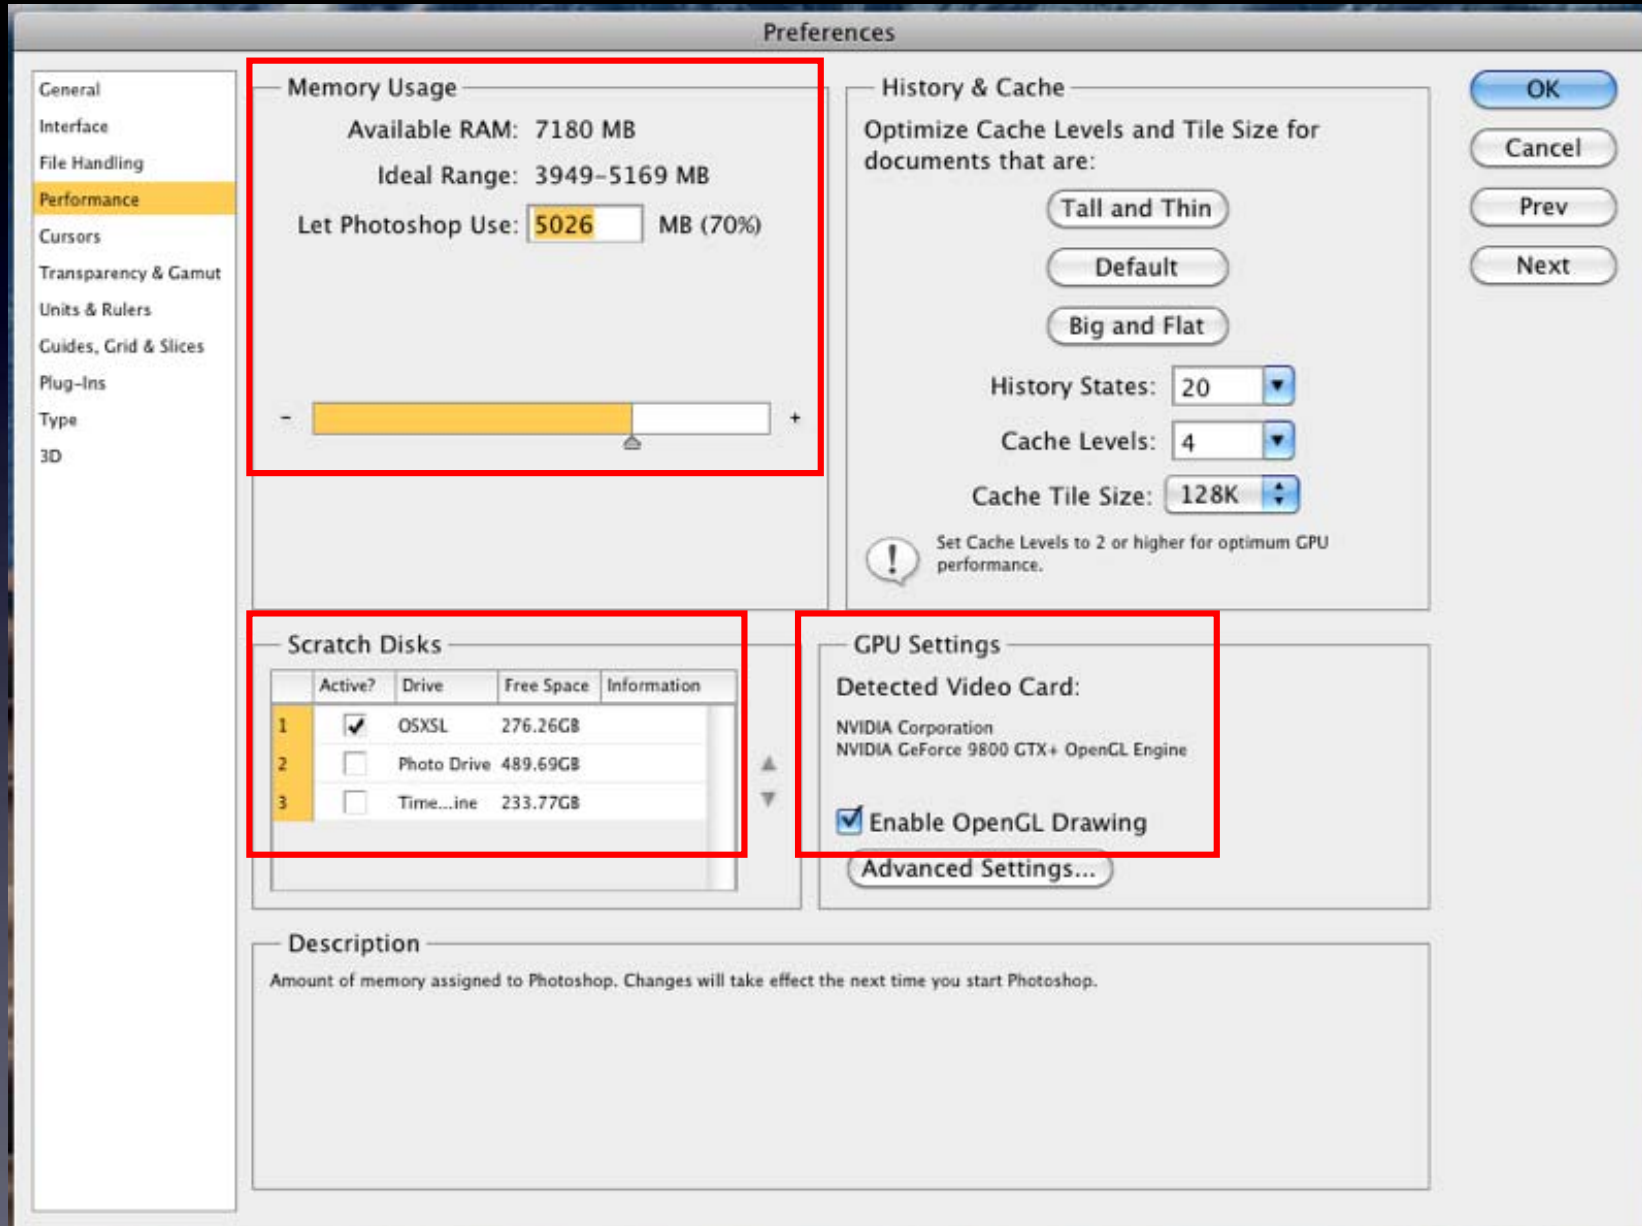 Preferences
General
Interface
File Handling
Performance
Cursors
Transparency & Gamut
Units & Rulers
Guides, Grid & Slices
Plug-Ins
Type
3D
Memory Usage
Available RAM: 7180 MB
Ideal Range: 3949-5169 MB
Let Photoshop Use: 5026 MB (70%)
- +
History & Cache
Optimize Cache Levels and Tile Size for
documents that are:
Tall and Thin
Default
Big and Flat
History States: 20
Cache Levels: 4
Cache Tile Size: 128K
! Set Cache Levels to 2 or higher for optimum GPU
performance.
OK
Cancel
Prev
Next
Scratch Disks
Active? Drive Free Space Information
1 OSXSL 276.26GB
2 Photo Drive 489.69GB
3 Time...ine 233.77GB
GPU Settings
Detected Video Card:
NVIDIA Corporation
NVIDIA GeForce 9800 GTX+ OpenGL Engine
Enable OpenGL Drawing
Advanced Settings...
Description
Amount of memory assigned to Photoshop. Changes will take effect the next time you start Photoshop.